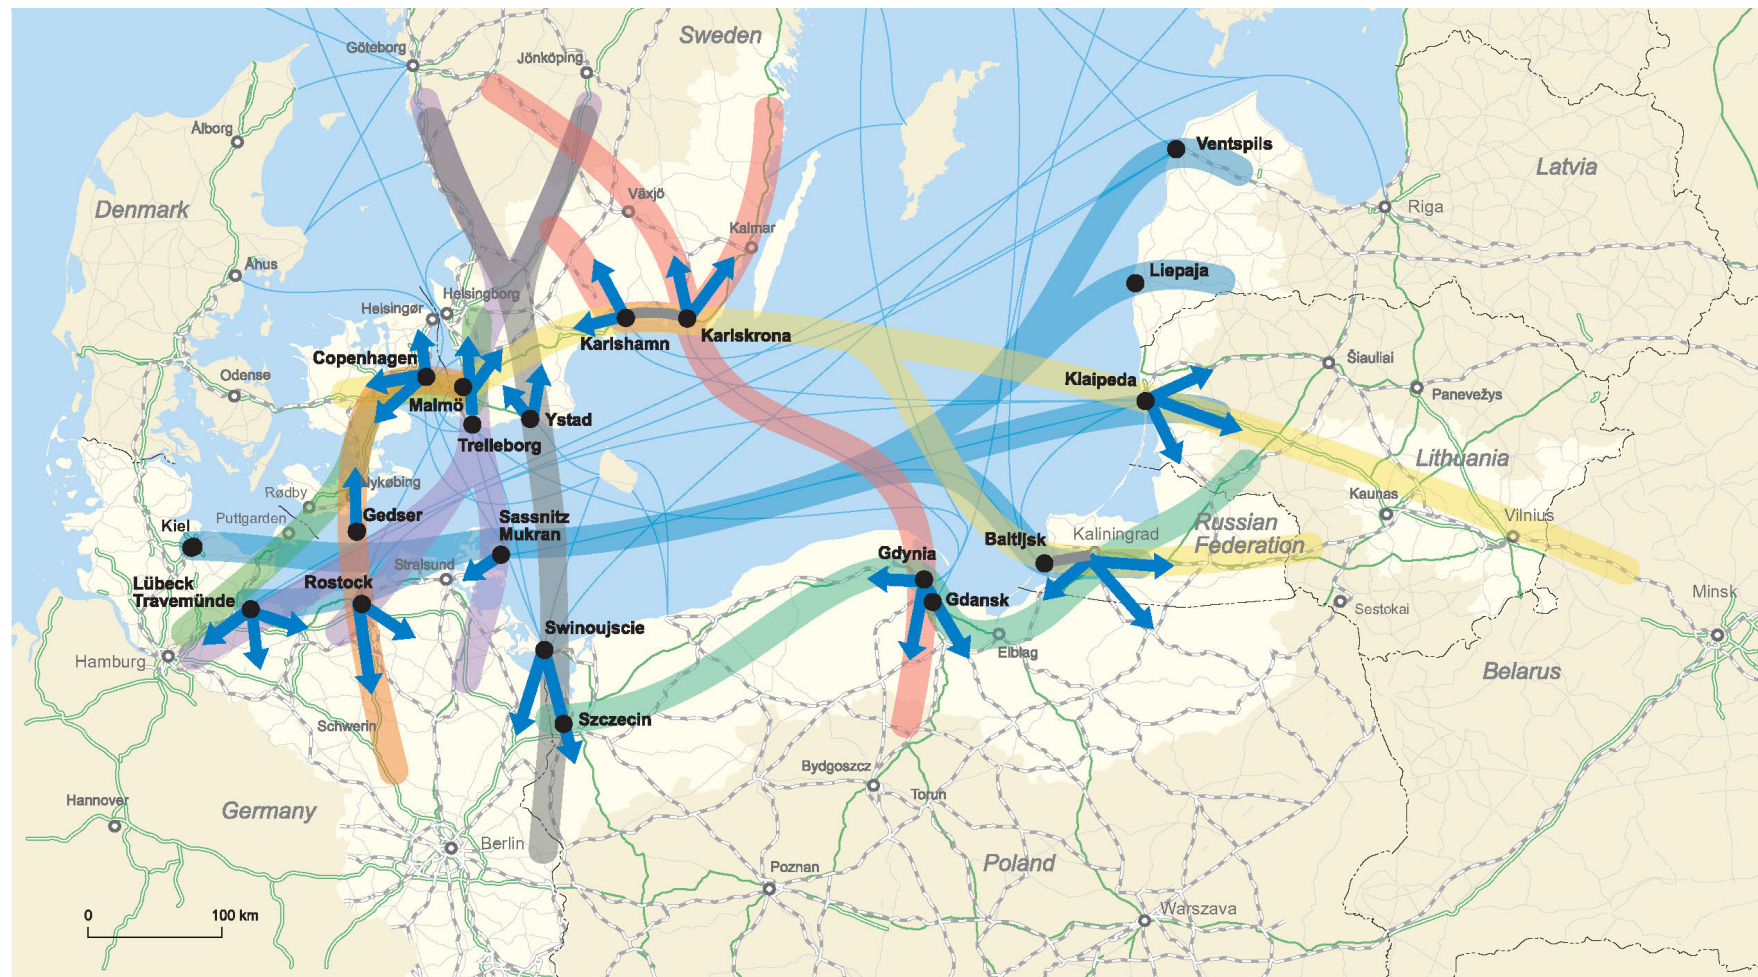 Sweden
Göteborg
Jönköping
Ålborg
Ventspils
Latvia
Växjö
Denmark
Riga
Kalmar
Åhus
Liepaja
Helsingborg
Helsingør
Karlshamn
Karlskrona
Copenhagen
Šiauliai
Odense
Klaipeda
Malmö
Panevežys
Ystad
Trelleborg
Lithuania
Rødby
Nykøbing
Kaunas
Puttgarden
Gedser
Sassnitz
Mukran
Kiel
Vilnius
Russian
Federation
Kaliningrad
Baltijsk
Gdynia
Stralsund
Lübeck
Travemünde
Rostock
Gdansk
Minsk
Sestokai
Swinoujscie
Elblag
Hamburg
Belarus
Schwerin
Szczecin
Bydgoszcz
Torun
Hannover
Germany
Berlin
Poland
Poznan
Warszava
0 100 km